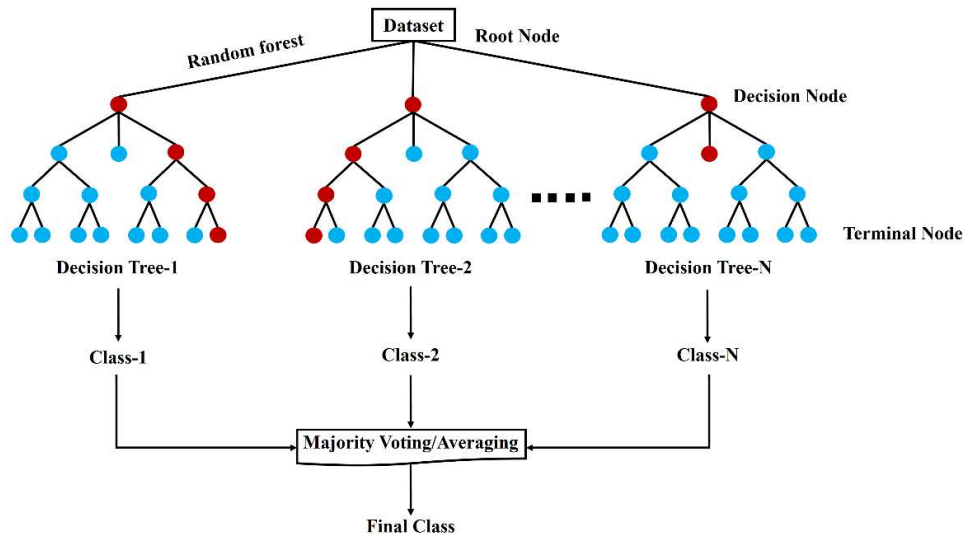 Dataset
Root Node
Random forest
Decision Node
Terminal Node
Decision Tree-1
Decision Tree-2
Decision Tree-N
Class-1
Class-2
Class-N
Majority Voting/Averaging
Final Class